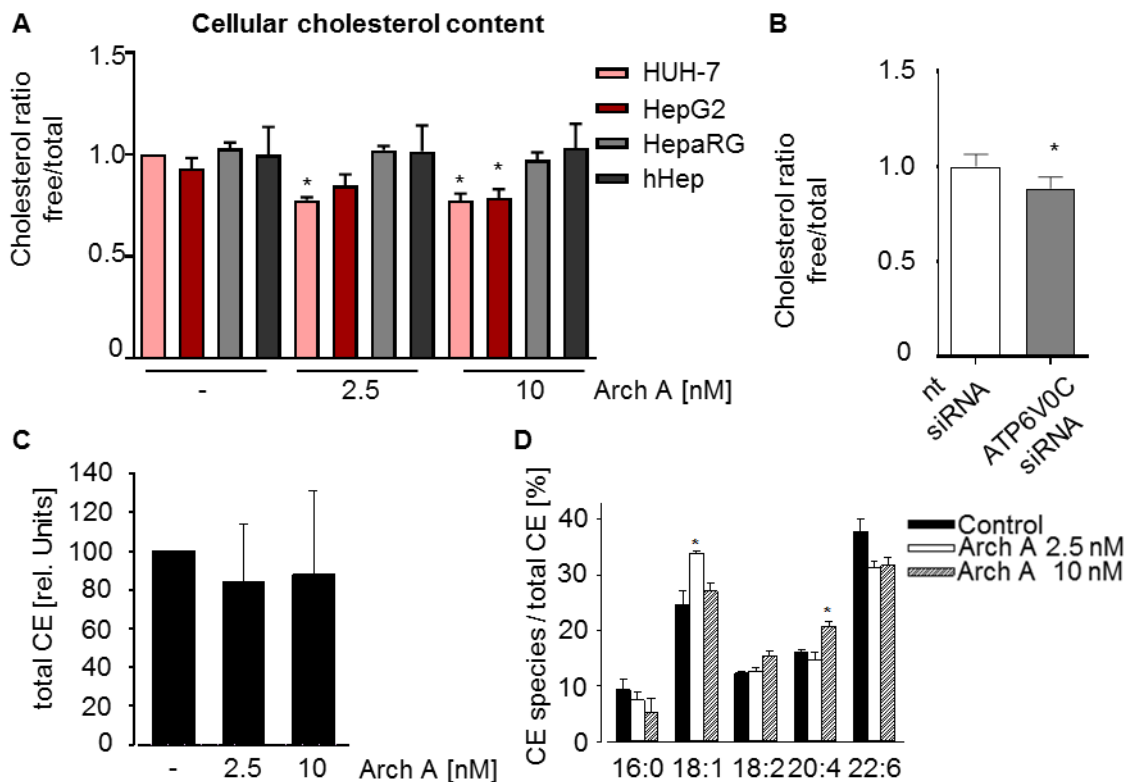 A
Cellular cholesterol content
Cholesterol ratio
free/total
1.5
1.0
0.5
0
*
*
*
HUH-7
HepG2
HepaRG
hHep
-
2.5
10
Arch A [nM]
B
Cholesterol ratio
free/total
1.5
1.0
0.5
0
*
nt
siRNA
ATP6V0C
siRNA
C
total CE [rel. Units]
140
120
100
80
60
40
20
0
-
2.5
10
Arch A [nM]
D
CE species / total CE [%]
40
30
20
10
0
*
*
Control
Arch A 2.5 nM
Arch A 10 nM
16:0
18:1
18:2
20:4
22:6